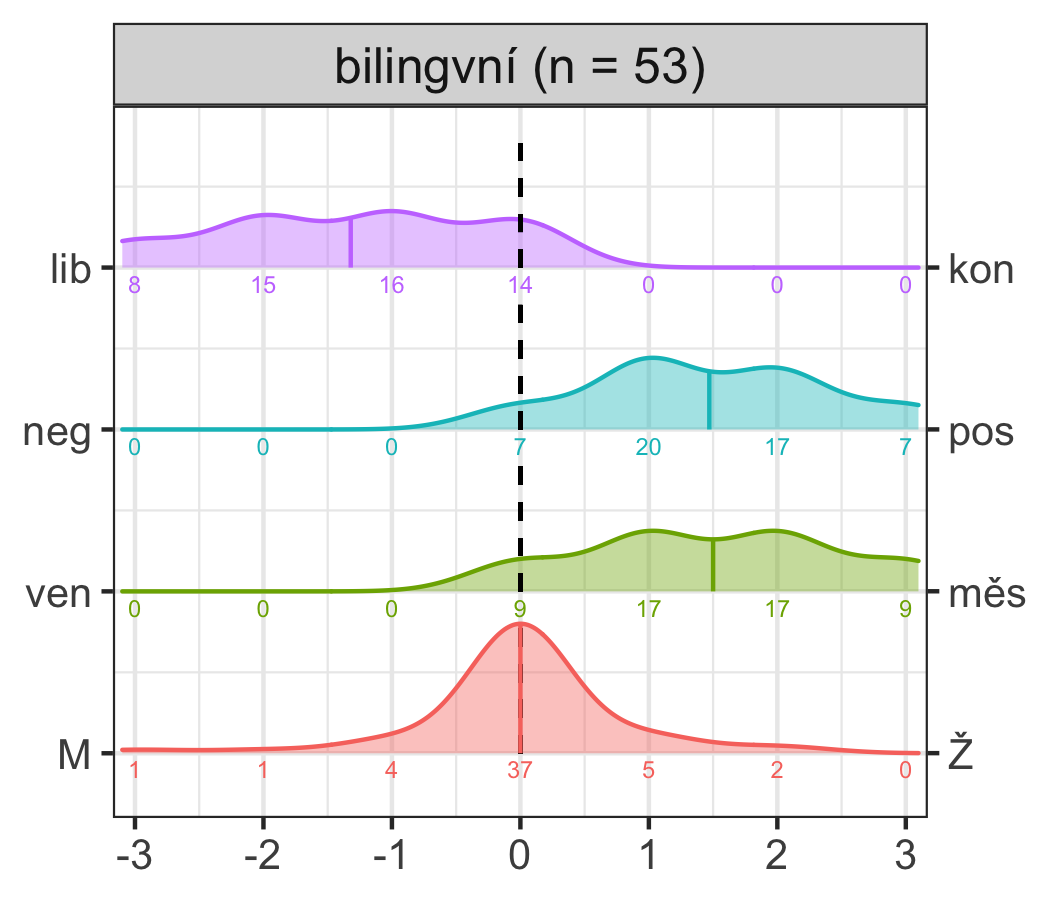 bilingvní (n = 53)
lib kon
8 15 16 14 0 0 0
neg pos
0 0 0 7 20 17 7
ven měs
0 0 0 9 17 17 9
M Ž
1 1 4 37 5 2 0
-3 -2 -1 0 1 2 3